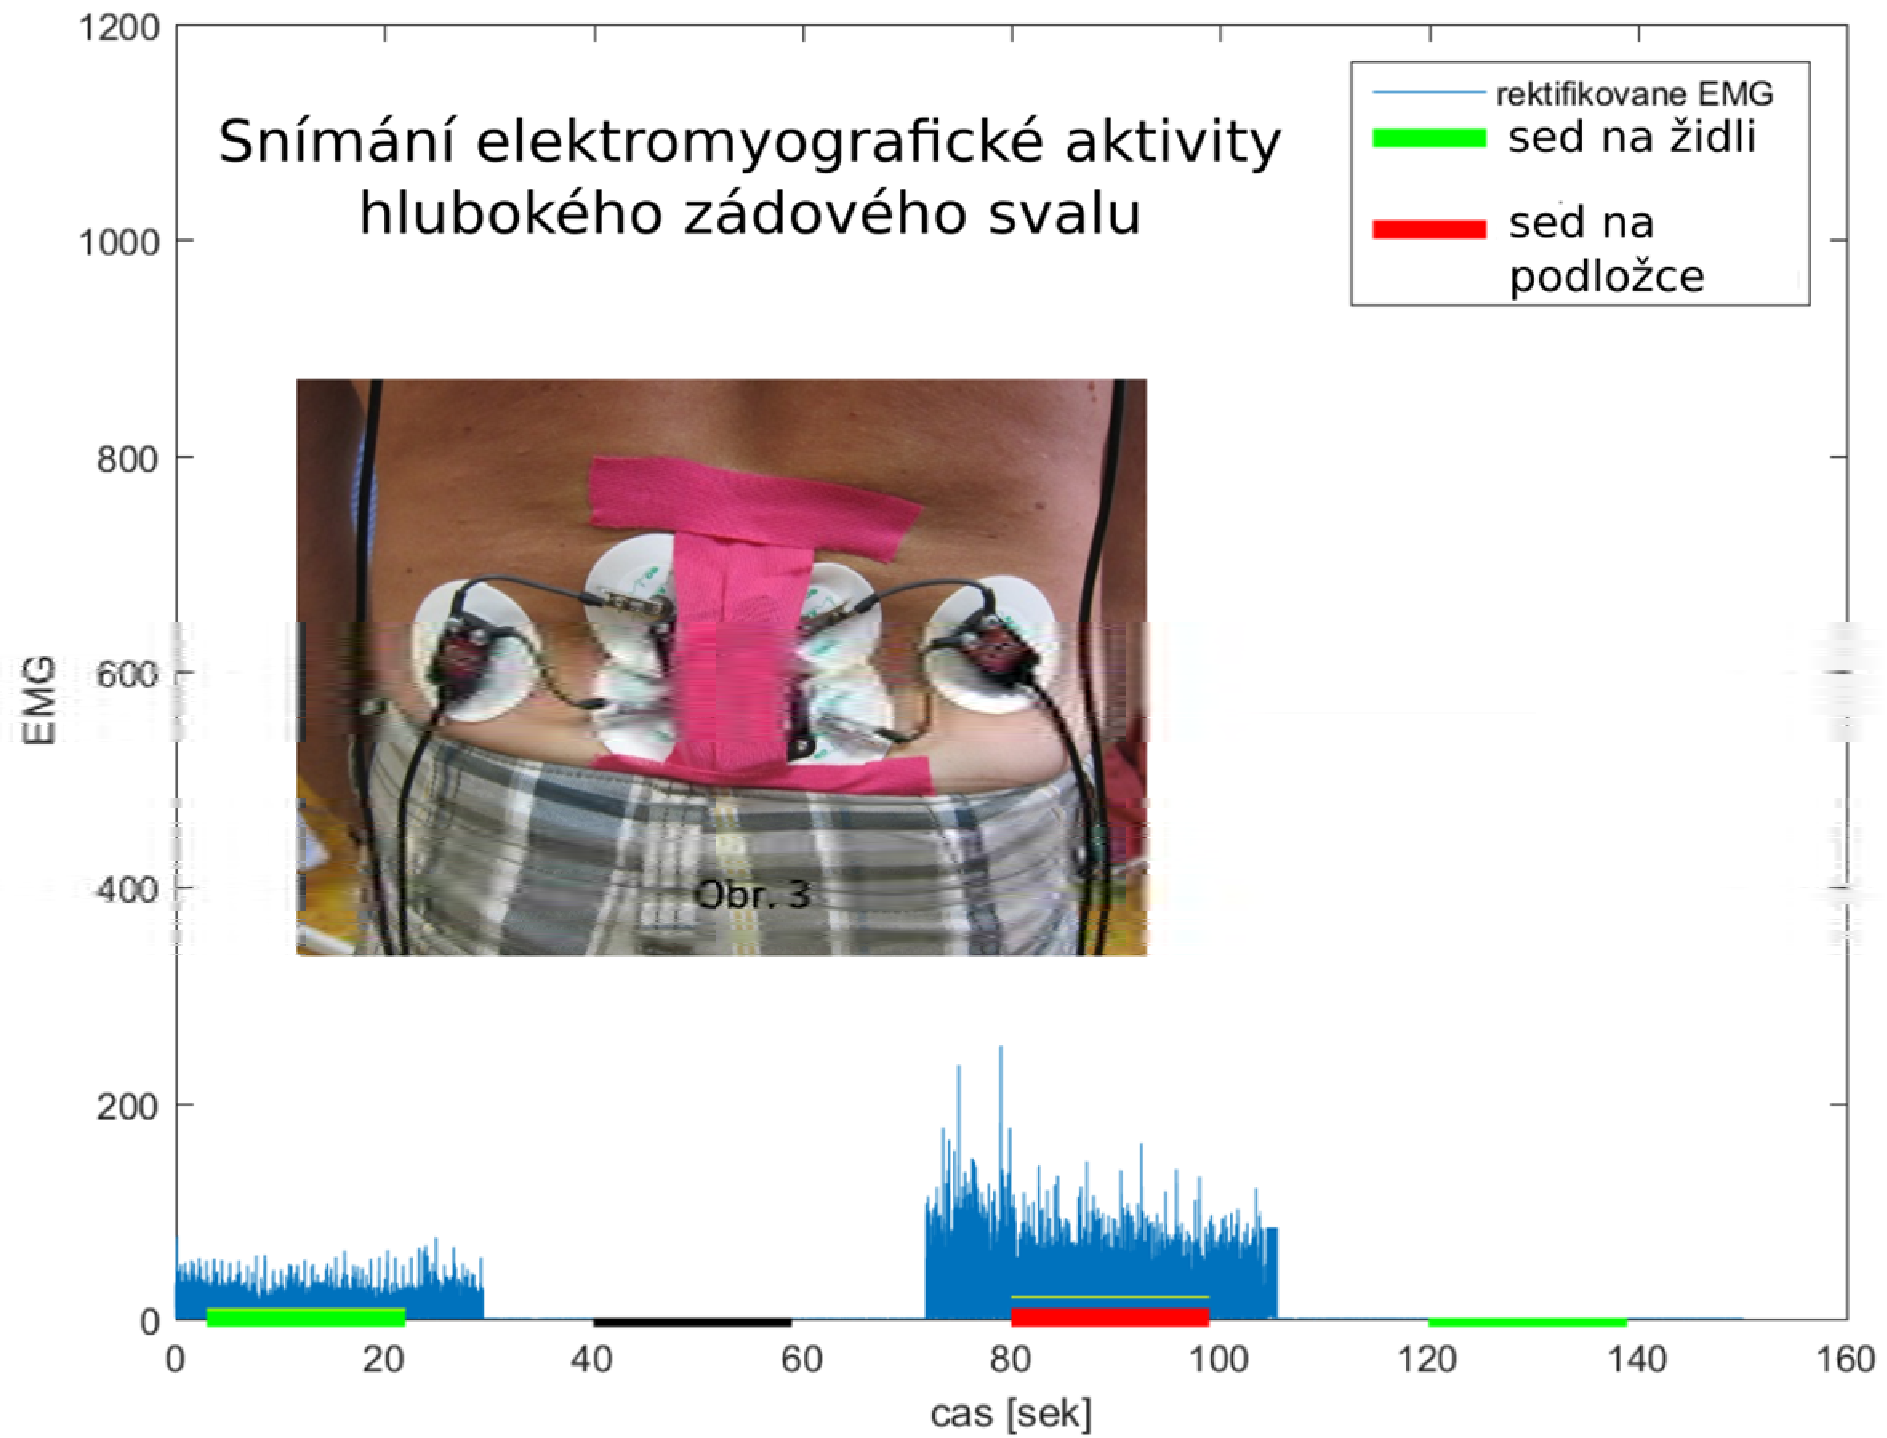 1200
1000
800
600
400
200
0
EMG
Snímání elektromyografické aktivity
hlubokého zádového svalu
rektifikovane EMG
sed na židli
sed na
podložce
Obr. 3
0 20 40 60 80 100 120 140 160
cas [sek]